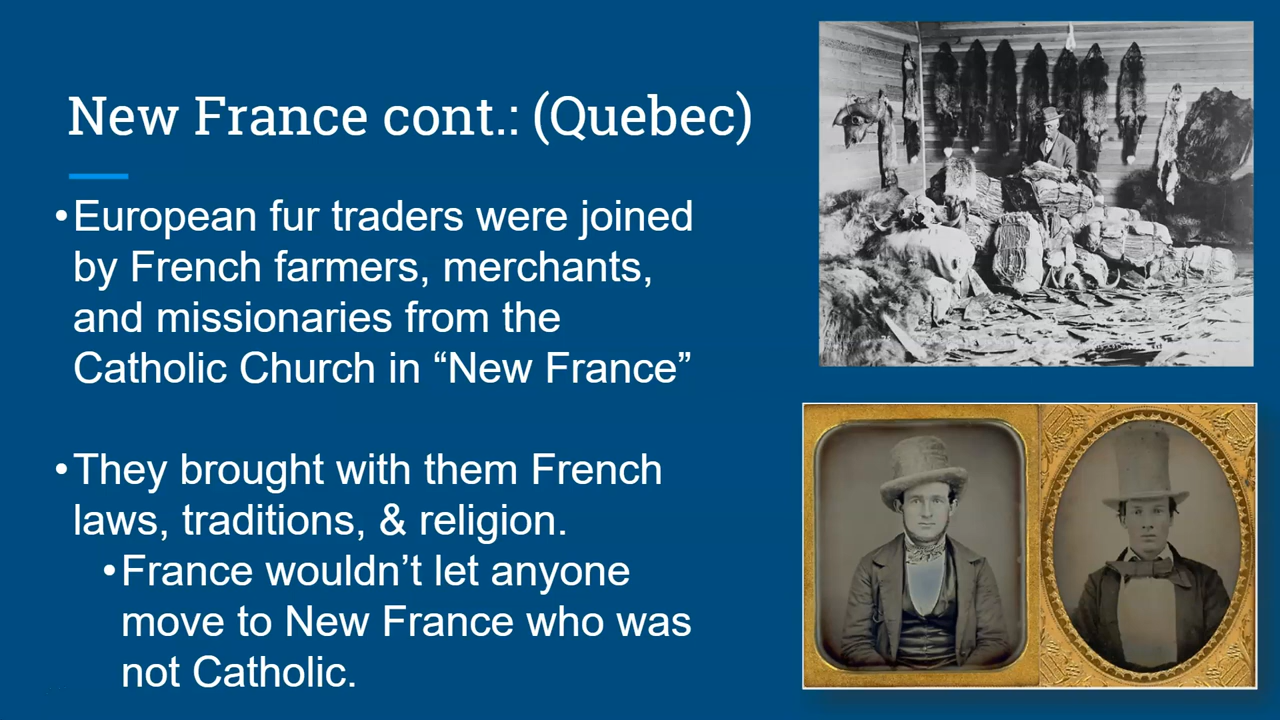 New France cont.: (Quebec)
•European fur traders were joined
by French farmers, merchants,
and missionaries from the
Catholic Church in “New France”
•They brought with them French
laws, traditions, & religion.
•France wouldn’t let anyone
move to New France who was
not Catholic.